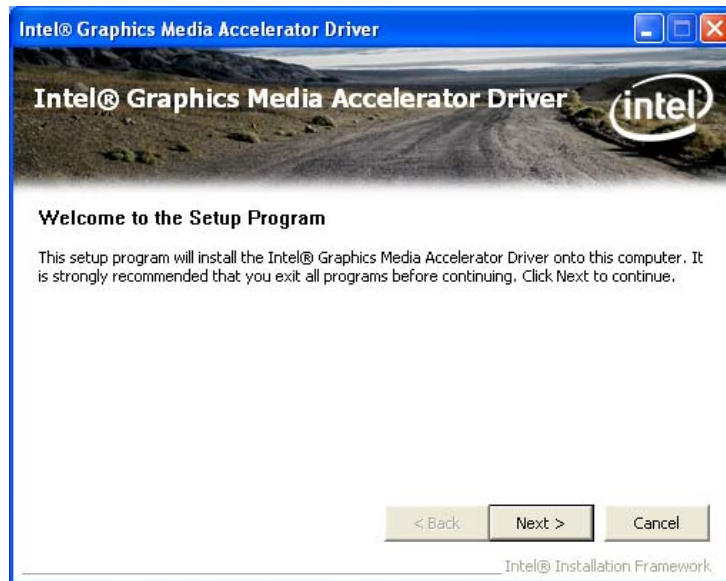 Intel® Graphics Media Accelerator Driver
Intel® Graphics Media Accelerator Driver
intel
Welcome to the Setup Program
This setup program will install the Intel® Graphics Media Accelerator Driver onto this computer. It
is strongly recommended that you exit all programs before continuing. Click Next to continue.
< Back Next > Cancel
Intel® Installation Framework